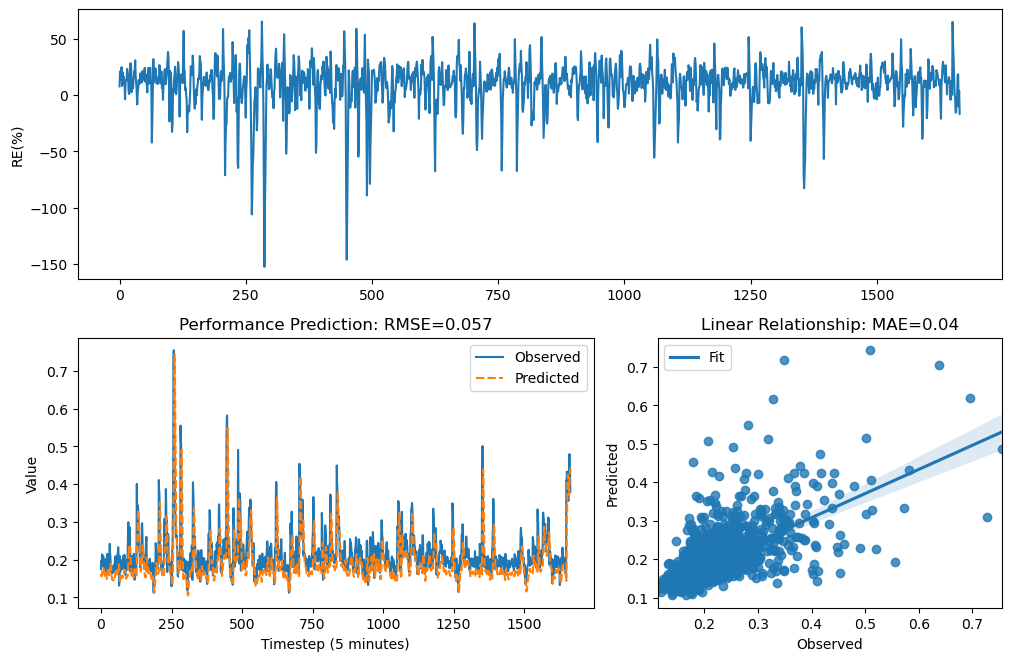 50
0
−50
−100
−150
RE(%)
0 250 500 750 1000 1250 1500
Performance Prediction: RMSE=0.057
Observed
Predicted
0.7
0.6
0.5
0.4
0.3
0.2
0.1
Value
0 250 500 750 1000 1250 1500
Timestep (5 minutes)
Linear Relationship: MAE=0.04
Fit
0.7
0.6
0.5
0.4
0.3
0.2
0.1
Predicted
0.2 0.3 0.4 0.5 0.6 0.7
Observed